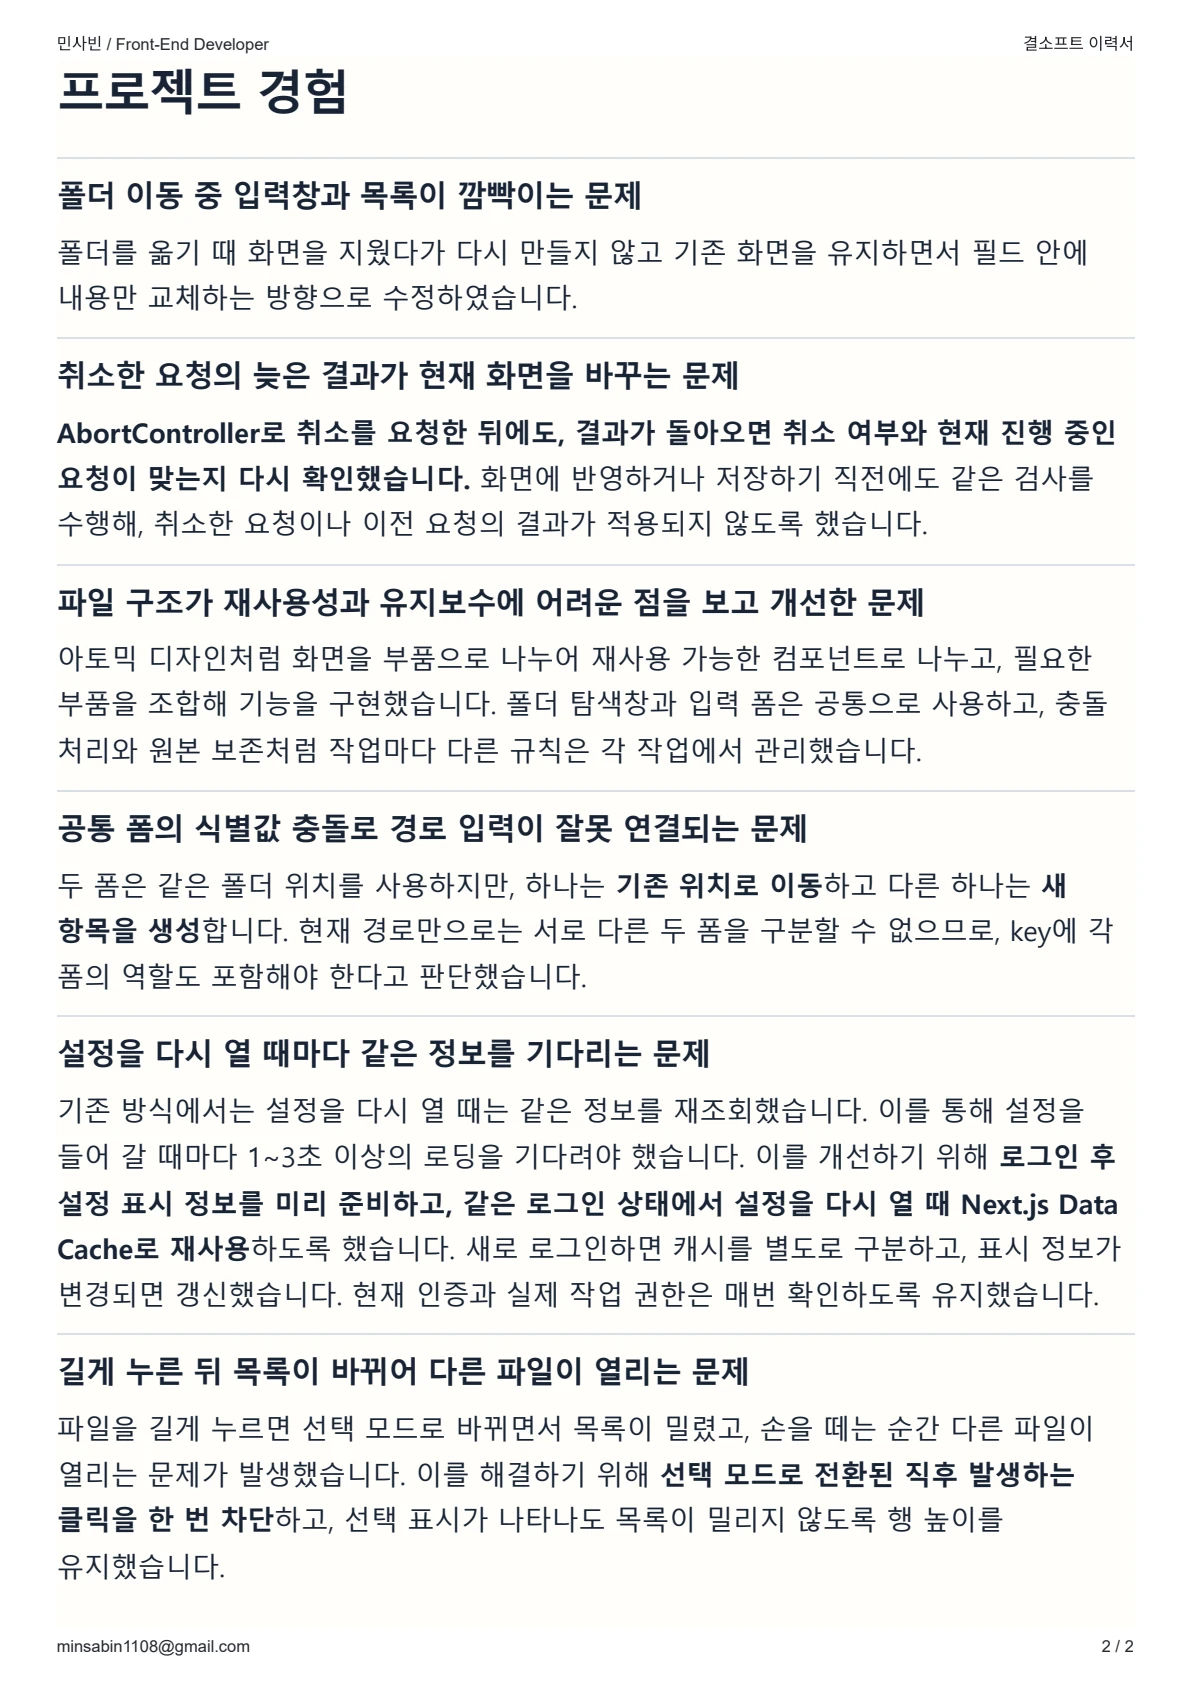 민사빈 / Front-End Developer
결소프트 이력서
프로젝트 경험
폴더 이동 중 입력창과 목록이 깜빡이는 문제
폴더를 옮기 때 화면을 지웠다가 다시 만들지 않고 기존 화면을 유지하면서 필드 안에
내용만 교체하는 방향으로 수정하였습니다.
취소한 요청의 늦은 결과가 현재 화면을 바꾸는 문제
AbortController로 취소를 요청한 뒤에도, 결과가 돌아오면 취소 여부와 현재 진행 중인
요청이 맞는지 다시 확인했습니다. 화면에 반영하거나 저장하기 직전에도 같은 검사를
수행해, 취소한 요청이나 이전 요청의 결과가 적용되지 않도록 했습니다.
파일 구조가 재사용성과 유지보수에 어려운 점을 보고 개선한 문제
아토믹 디자인처럼 화면을 부품으로 나누어 재사용 가능한 컴포넌트로 나누고, 필요한
부품을 조합해 기능을 구현했습니다. 폴더 탐색창과 입력 폼은 공통으로 사용하고, 충돌
처리와 원본 보존처럼 작업마다 다른 규칙은 각 작업에서 관리했습니다.
공통 폼의 식별값 충돌로 경로 입력이 잘못 연결되는 문제
두 폼은 같은 폴더 위치를 사용하지만, 하나는 기존 위치로 이동하고 다른 하나는 새
항목을 생성합니다. 현재 경로만으로는 서로 다른 두 폼을 구분할 수 없으므로, key에 각
폼의 역할도 포함해야 한다고 판단했습니다.
설정을 다시 열 때마다 같은 정보를 기다리는 문제
기존 방식에서는 설정을 다시 열 때는 같은 정보를 재조회했습니다. 이를 통해 설정을
들어 갈 때마다 1~3초 이상의 로딩을 기다려야 했습니다. 이를 개선하기 위해 로그인 후
설정 표시 정보를 미리 준비하고, 같은 로그인 상태에서 설정을 다시 열 때 Next.js Data
Cache로 재사용하도록 했습니다. 새로 로그인하면 캐시를 별도로 구분하고, 표시 정보가
변경되면 갱신했습니다. 현재 인증과 실제 작업 권한은 매번 확인하도록 유지했습니다.
길게 누른 뒤 목록이 바뀌어 다른 파일이 열리는 문제
파일을 길게 누르면 선택 모드로 바뀌면서 목록이 밀렸고, 손을 떼는 순간 다른 파일이
열리는 문제가 발생했습니다. 이를 해결하기 위해 선택 모드로 전환된 직후 발생하는
클릭을 한 번 차단하고, 선택 표시가 나타나도 목록이 밀리지 않도록 행 높이를
유지했습니다.
minsabin1108@gmail.com
2 / 2